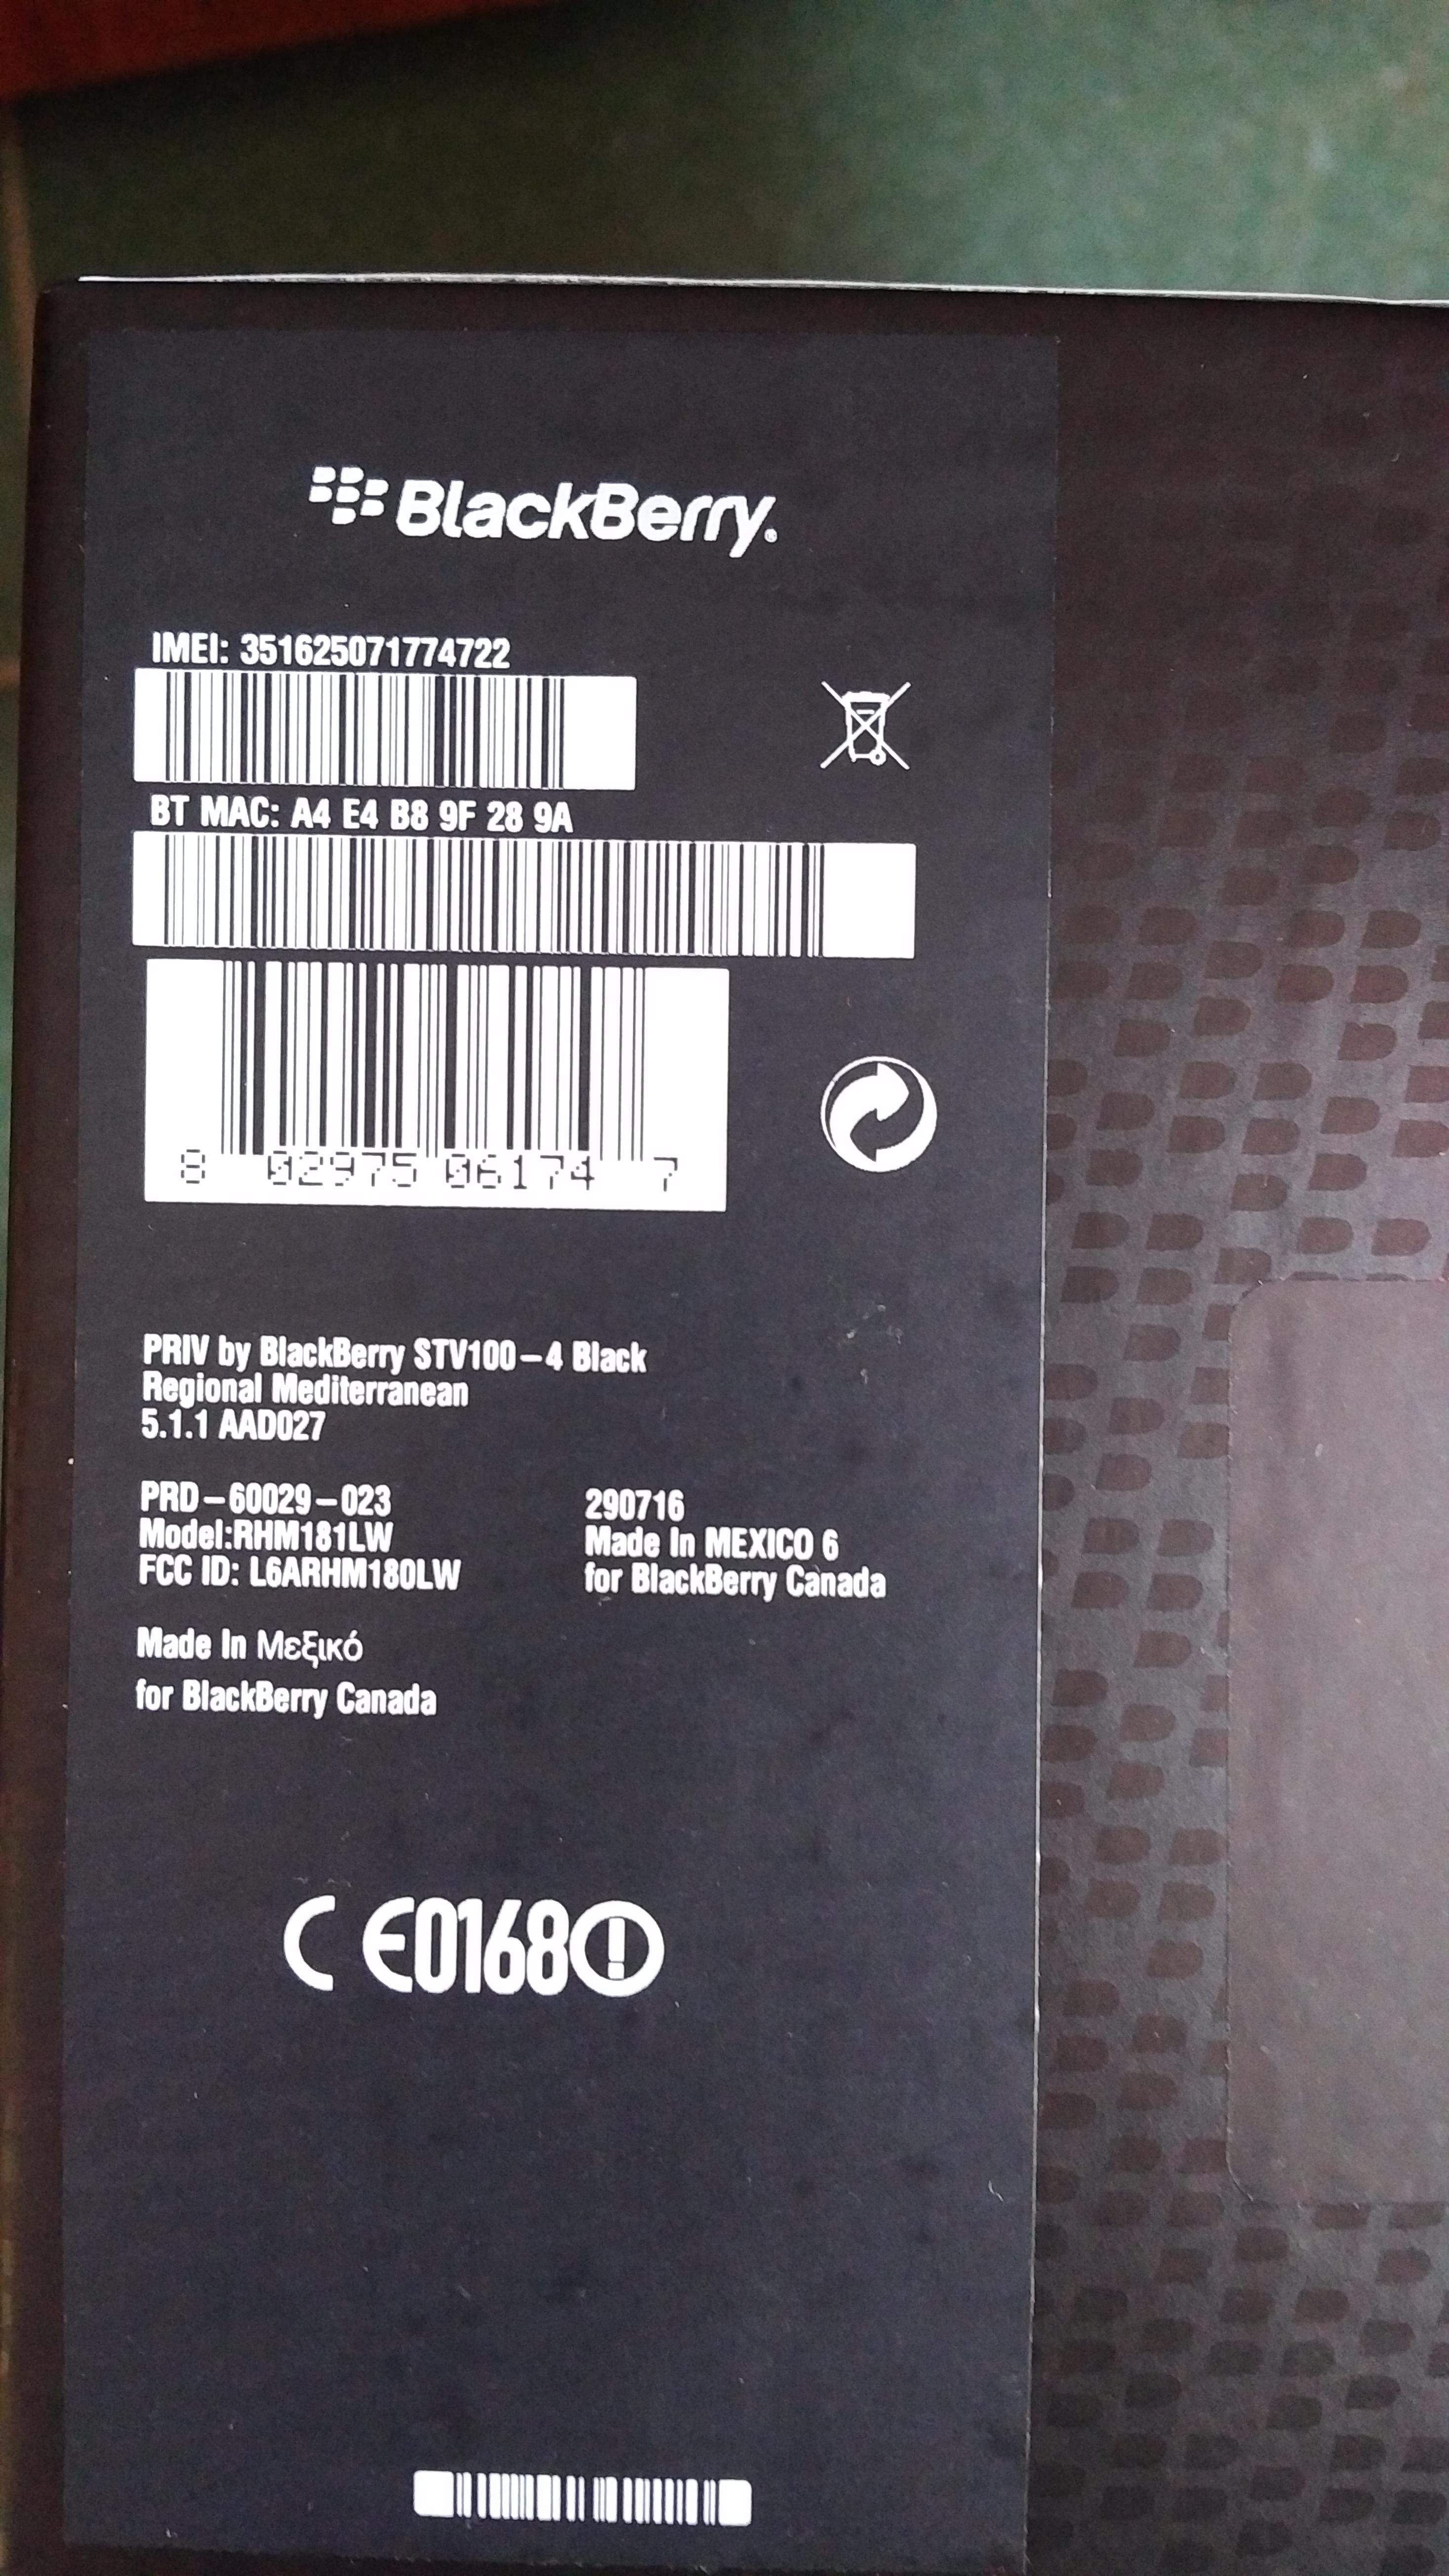 BlackBerry
IMEI: 351625071774722
BT MAC: A4 E4 B8 9F 28 9A
8 02975 06174 7
PRIV by BlackBerry STV100-4 Black
Regional Mediterranean
5.1.1 AAD027
PRD-60029-023
Model:RHM181LW
FCC ID: L6ARHM180LW
290716
Made In MEXICO 6
for BlackBerry Canada
Made In Μεξικό
for BlackBerry Canada
CE0168